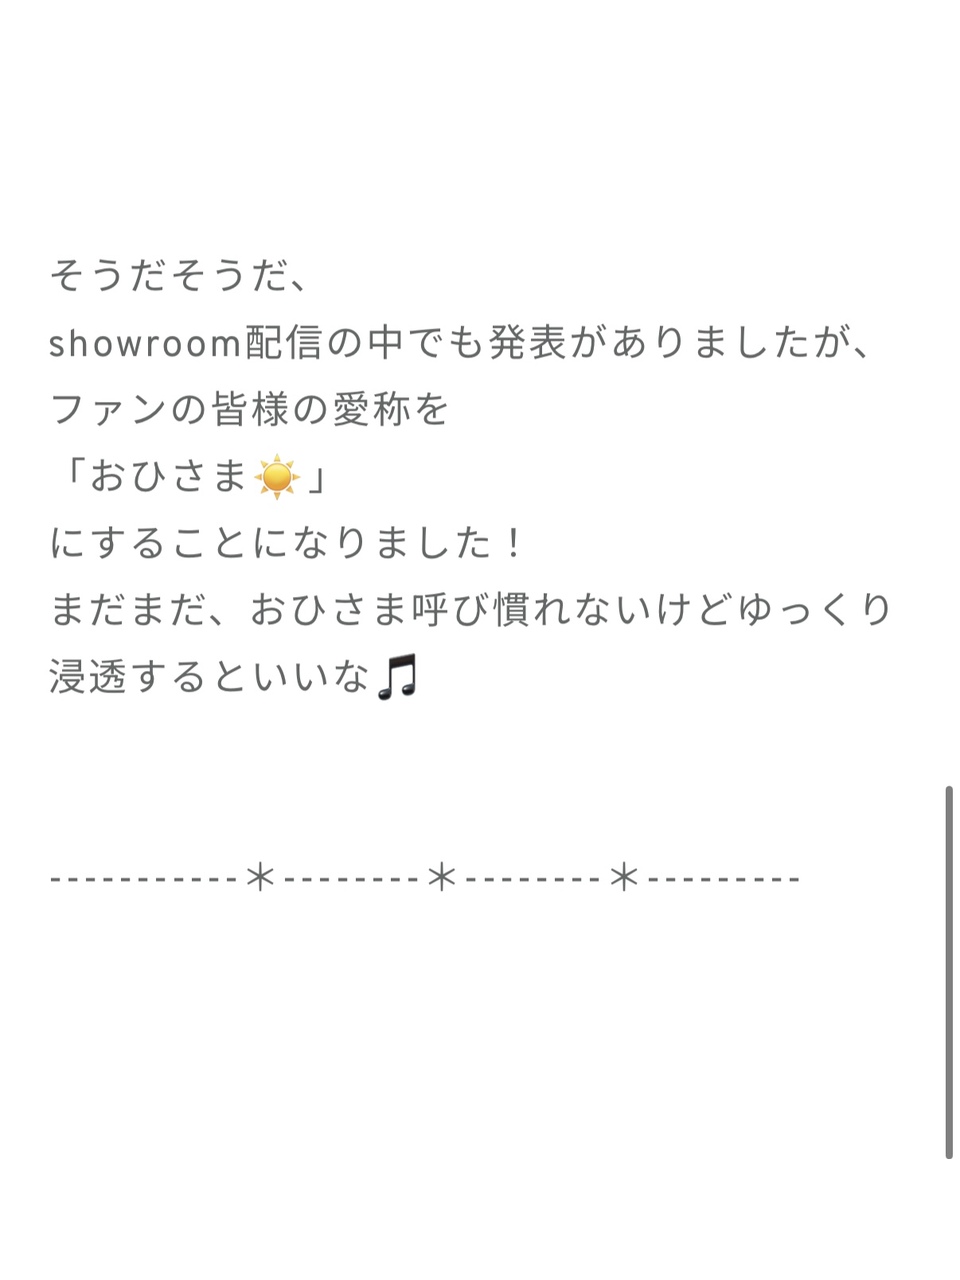 そうだそうだ、
showroom配信の中でも発表がありましたが、
ファンの皆様の愛称を
「おひさま☀️」
にすることになりました！
まだまだ、おひさま呼び慣れないけどゆっくり
浸透するといいな🎵
-----------＊--------＊--------＊---------